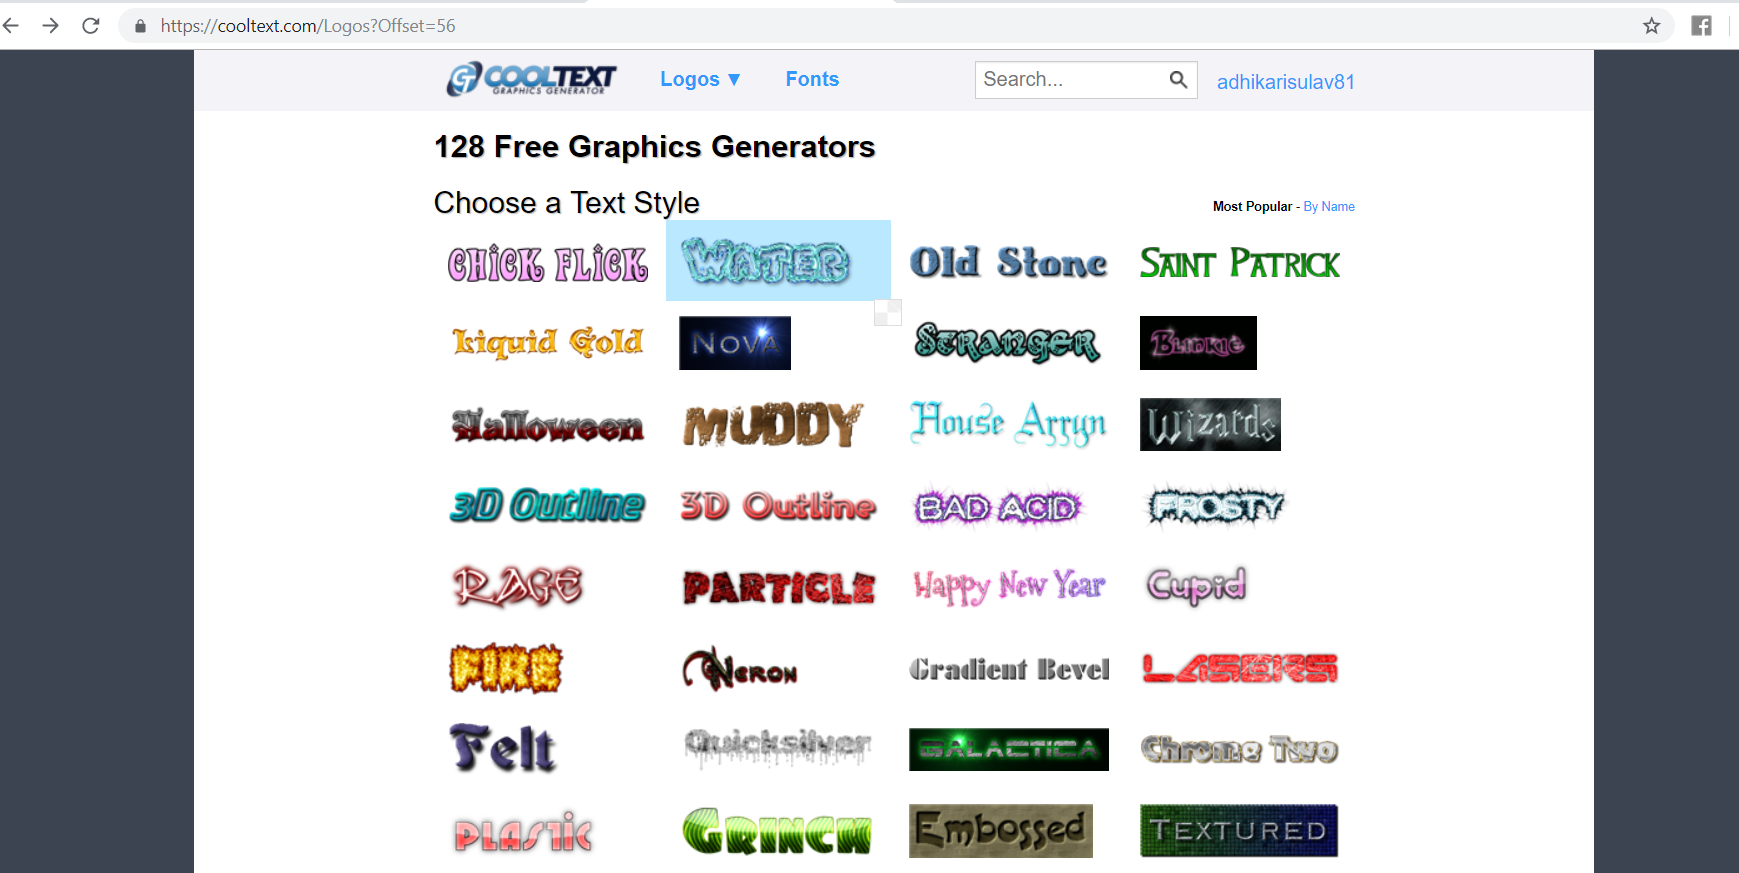 https://cooltext.com/Logos?Offset=56
COOLTEXT
GRAPHICS GENERATOR
Logos ▼
Fonts
Search...
adhikarisulav81
128 Free Graphics Generators
Choose a Text Style
Most Popular - By Name
CHICK FLICK
WATER
Old Stone
SAINT PATRICK
Liquid Gold
NOVA
STRANGER
BLINKIE
Halloween
MUDDY
House Arryn
Wizards
3D Outline
3D Outline
BAD ACID
FROSTY
RAGE
PARTICLE
Happy New Year
Cupid
FIRE
NERON
Gradient Bevel
LASERS
Felt
Quicksilver
GALACTICA
Chrome Two
PLASTIC
GRINCH
Embossed
TEXTURED